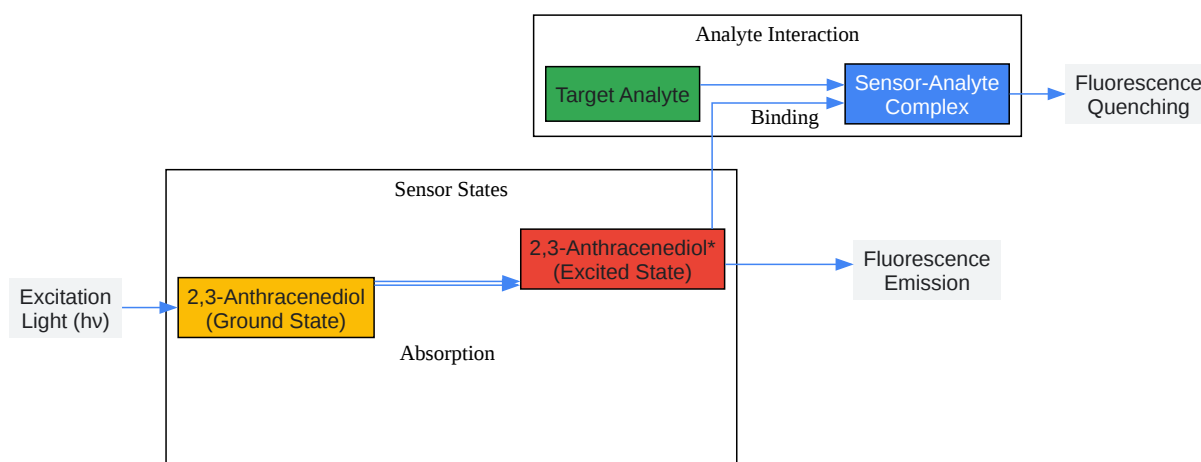 Analyte Interaction
Target Analyte
Sensor-Analyte
Complex
Binding
Fluorescence
Quenching
Sensor States
2,3-Anthracenediol*
(Excited State)
Fluorescence
Emission
Excitation
Light (hν)
2,3-Anthracenediol
(Ground State)
Absorption